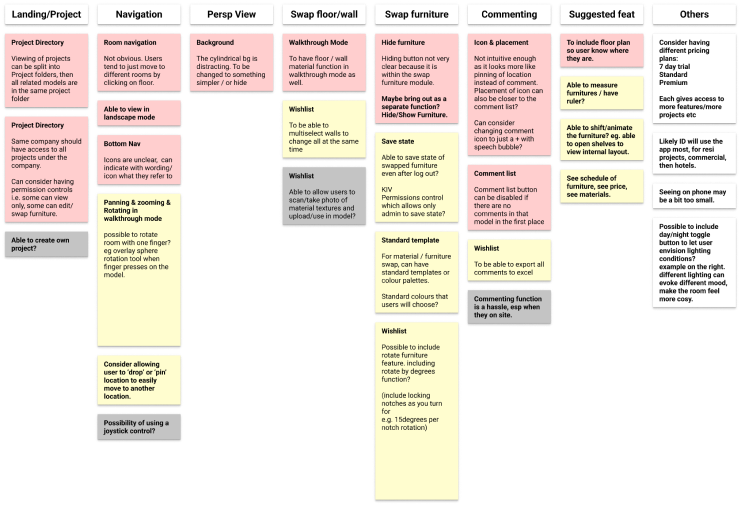 Landing/Project
Project Directory
Viewing of projects
can be split into
Project folders, then
all related models are
in the same project
folder
Project Directory
Same company should
have access to all
projects under the
company.
Can consider having
permission controls
i.e. some can view
only, some can edit/
swap furniture.
Able to create own
project?
Navigation
Room navigation
Not obvious. Users
tend to just move to
different rooms by
clicking on floor.
Able to view in
landscape mode
Bottom Nav
Icons are unclear, can
indicate with wording/
icon what they refer to
Panning & zooming &
Rotating in
walkthrough mode
possible to rotate
room with one finger?
eg overlay sphere
rotation tool when
finger presses on the
model.
Consider allowing
user to 'drop' or 'pin'
location to easily
move to another
location.
Possibility of using a
joystick control?
Persp View
Background
The cylindrical bg is
distracting. To be
changed to something
simpler / or hide
Swap floor/wall
Walkthrough Mode
To have floor / wall
material function in
walkthrough mode as
well.
Wishlist
To be able to
multiselect walls to
change all at the same
time
Wishlist
Able to allow users to
scan/take photo of
material textures and
upload/use in model?
Swap furniture
Hide furniture
Hiding button not very
clear because it is
within the swap
furniture module.
Maybe bring out as
a separate function?
Hide/Show Furniture.
Save state
Able to save state of
swapped furniture
even after log out?
KIV
Permissions control
which allows only
admin to save state?
Standard template
For material / furniture
swap, can have
standard templates or
colour palettes.
Standard colours that
users will choose?
Wishlist
Possible to include
rotate furniture
feature. including
rotate by degrees
function?
(include locking
notches as you turn
for
e.g. 15degrees per
notch rotation)
Commenting
Icon & placement
Not intuitive enough
as it looks more like
pinning of location
instead of comment.
Placement of icon can
also be closer to the
comment list?
Can consider
changing comment
icon to just a + with
speech bubble?
Comment list
Comment list button
can be disabled if
there are no
comments in that
model in the first place
Wishlist
To be able to export all
comments to excel
Commenting function
is a hassle, esp when
they on site.
Suggested feat
To include floor plan
so user know where
they are.
Able to measure
furnitures / have
ruler?
Able to shift/animate
the furniture? eg. able
to open shelves to
view internal layout.
See schedule of
furniture, see price,
see materials.
Others
Consider having
different pricing
plans:
7 day trial
Standard
Premium
Each gives access to
more features/more
projects etc
Likely ID will use the
app most, for resi
projects, commercial,
then hotels.
Seeing on phone may
be a bit too small.
Possible to include
day/night toggle
button to let user
envision lighting
conditions?
example on the right.
different lighting can
evoke different mood,
make the room feel
more cosy.